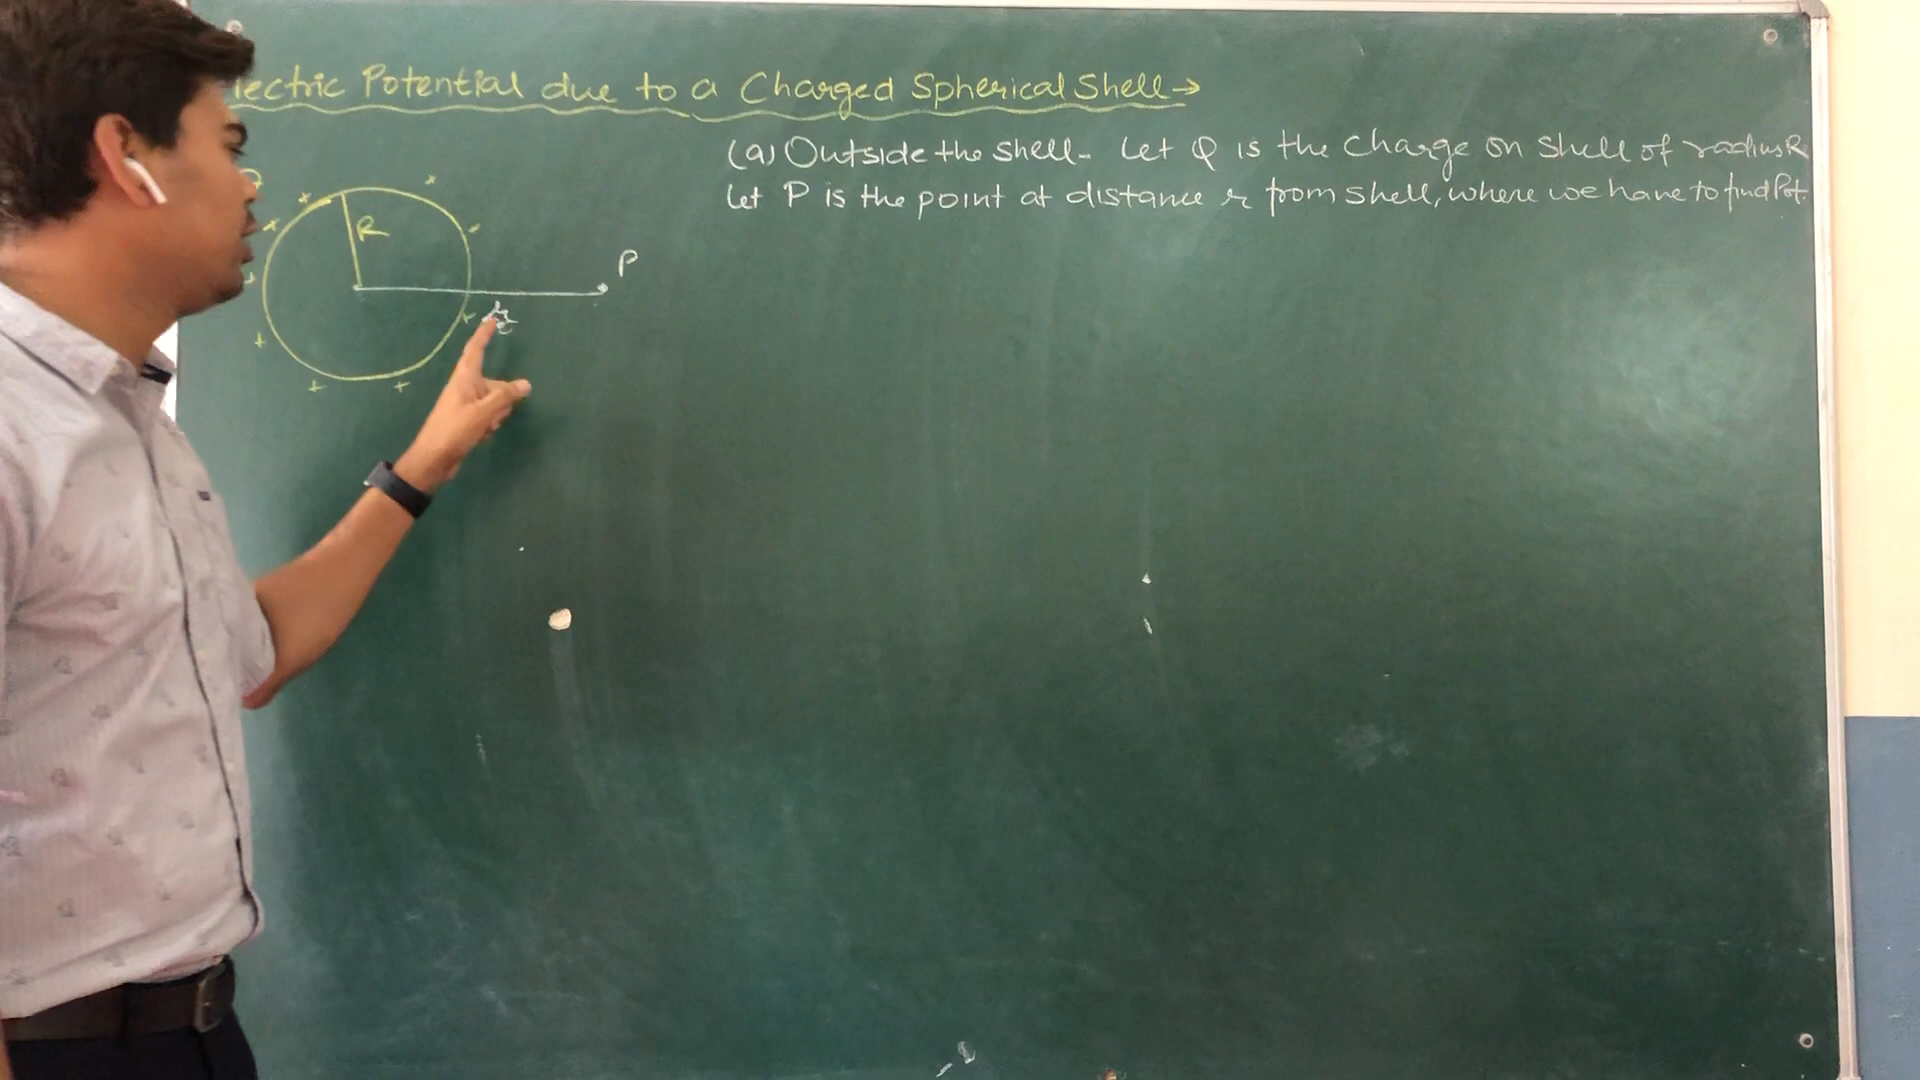 lectric Potential due to a Charged Spherical Shell→
(a) Outside the shell- Let Q is the charge on shell of radius R
Let P is the point at distance r from shell, where we have to find Pot.
R
P
r